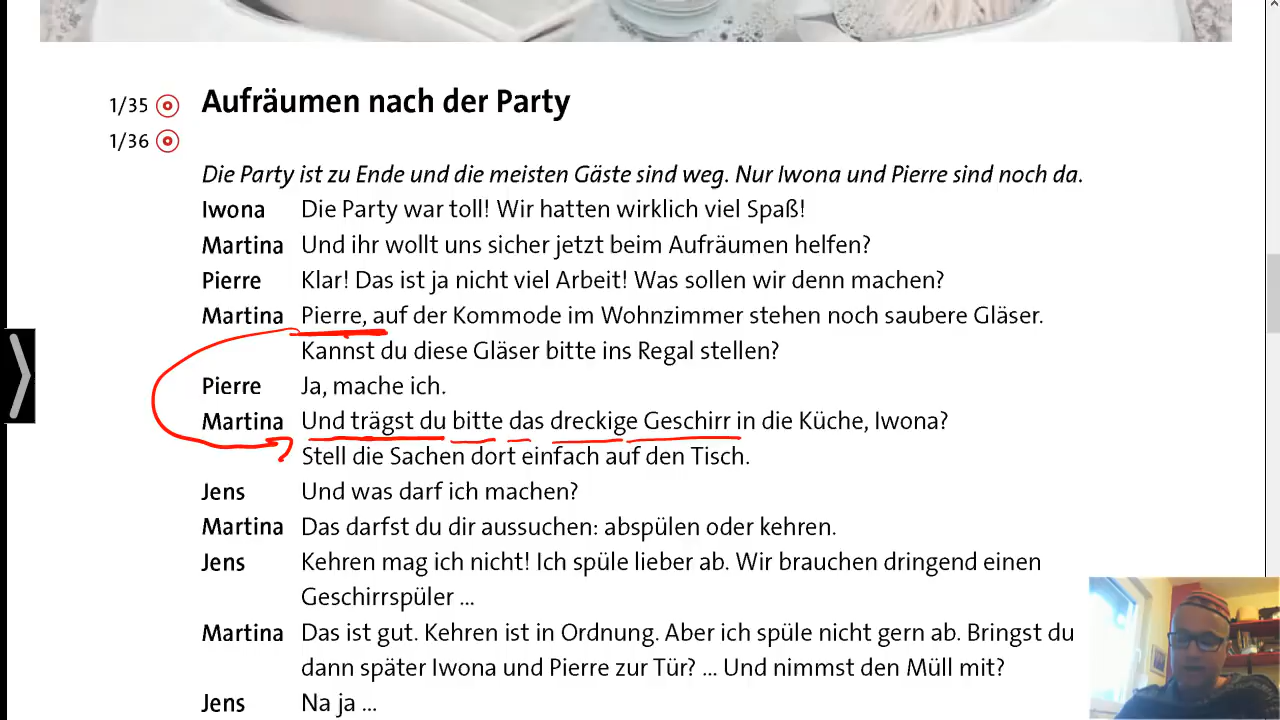 1/35 Aufräumen nach der Party
1/36
Die Party ist zu Ende und die meisten Gäste sind weg. Nur Iwona und Pierre sind noch da.
Iwona Die Party war toll! Wir hatten wirklich viel Spaß!
Martina Und ihr wollt uns sicher jetzt beim Aufräumen helfen?
Pierre Klar! Das ist ja nicht viel Arbeit! Was sollen wir denn machen?
Martina Pierre, auf der Kommode im Wohnzimmer stehen noch saubere Gläser.
Kannst du diese Gläser bitte ins Regal stellen?
Pierre Ja, mache ich.
Martina Und trägst du bitte das dreckige Geschirr in die Küche, Iwona?
Stell die Sachen dort einfach auf den Tisch.
Jens Und was darf ich machen?
Martina Das darfst du dir aussuchen: abspülen oder kehren.
Jens Kehren mag ich nicht! Ich spüle lieber ab. Wir brauchen dringend einen
Geschirrspüler ...
Martina Das ist gut. Kehren ist in Ordnung. Aber ich spüle nicht gern ab. Bringst du
dann später Iwona und Pierre zur Tür? ... Und nimmst den Müll mit?
Jens Na ja ...